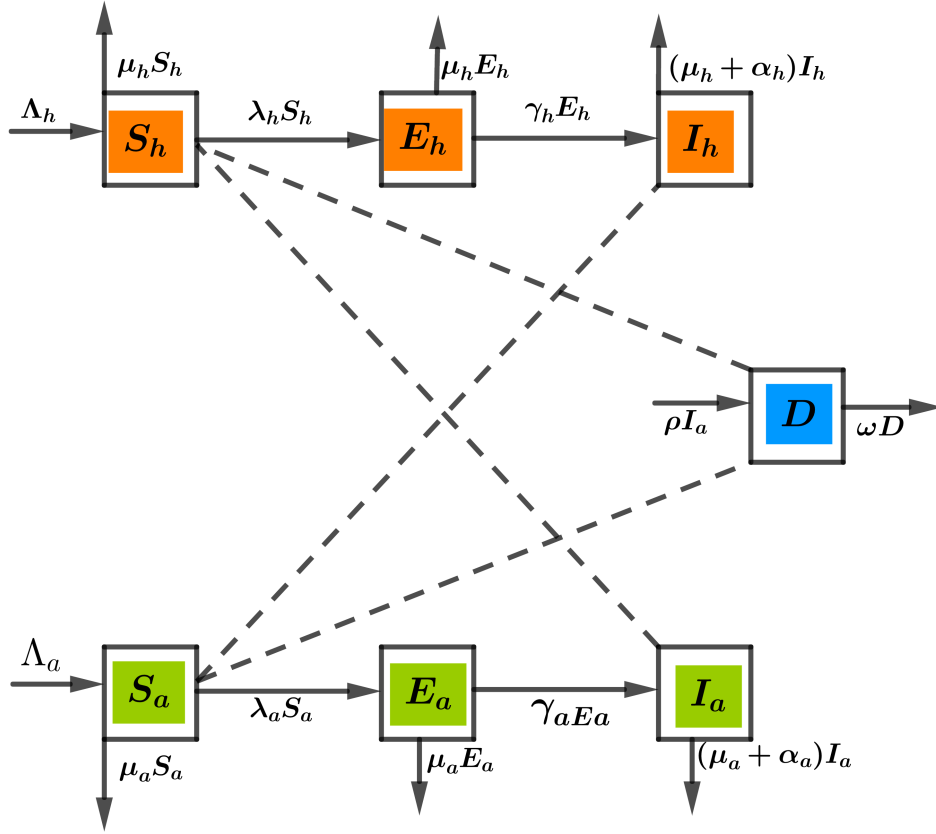 μₕSₕ
μₕEₕ
(μₕ + αₕ)Iₕ
Λₕ
λₕSₕ
γₕEₕ
Sₕ
Eₕ
Iₕ
D
ρIₐ
ωD
Λₐ
Sₐ
λₐSₐ
Eₐ
γₐEₐ
Iₐ
μₐSₐ
μₐEₐ
(μₐ + αₐ)Iₐ